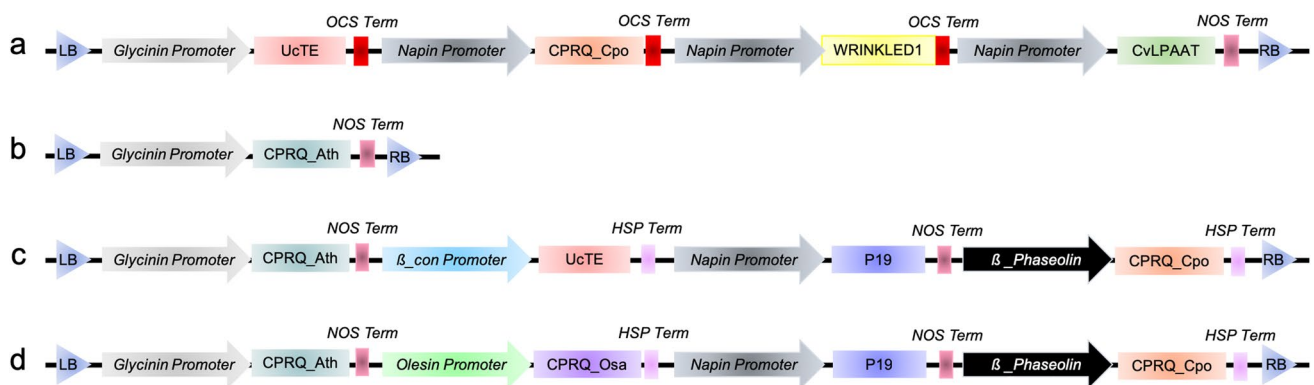 OCS Term OCS Term OCS Term NOS Term
a LB Glycinin Promoter UcTE Napin Promoter CPRQ_Cpo Napin Promoter WRINKLED1 Napin Promoter CvLPAAT RB
NOS Term
b LB Glycinin Promoter CPRQ_Ath RB
NOS Term HSP Term NOS Term HSP Term
c LB Glycinin Promoter CPRQ_Ath ß_con Promoter UcTE Napin Promoter P19 ß_Phaseolin CPRQ_Cpo RB
NOS Term HSP Term NOS Term HSP Term
d LB Glycinin Promoter CPRQ_Ath Olesin Promoter CPRQ_Osa Napin Promoter P19 ß_Phaseolin CPRQ_Cpo RB